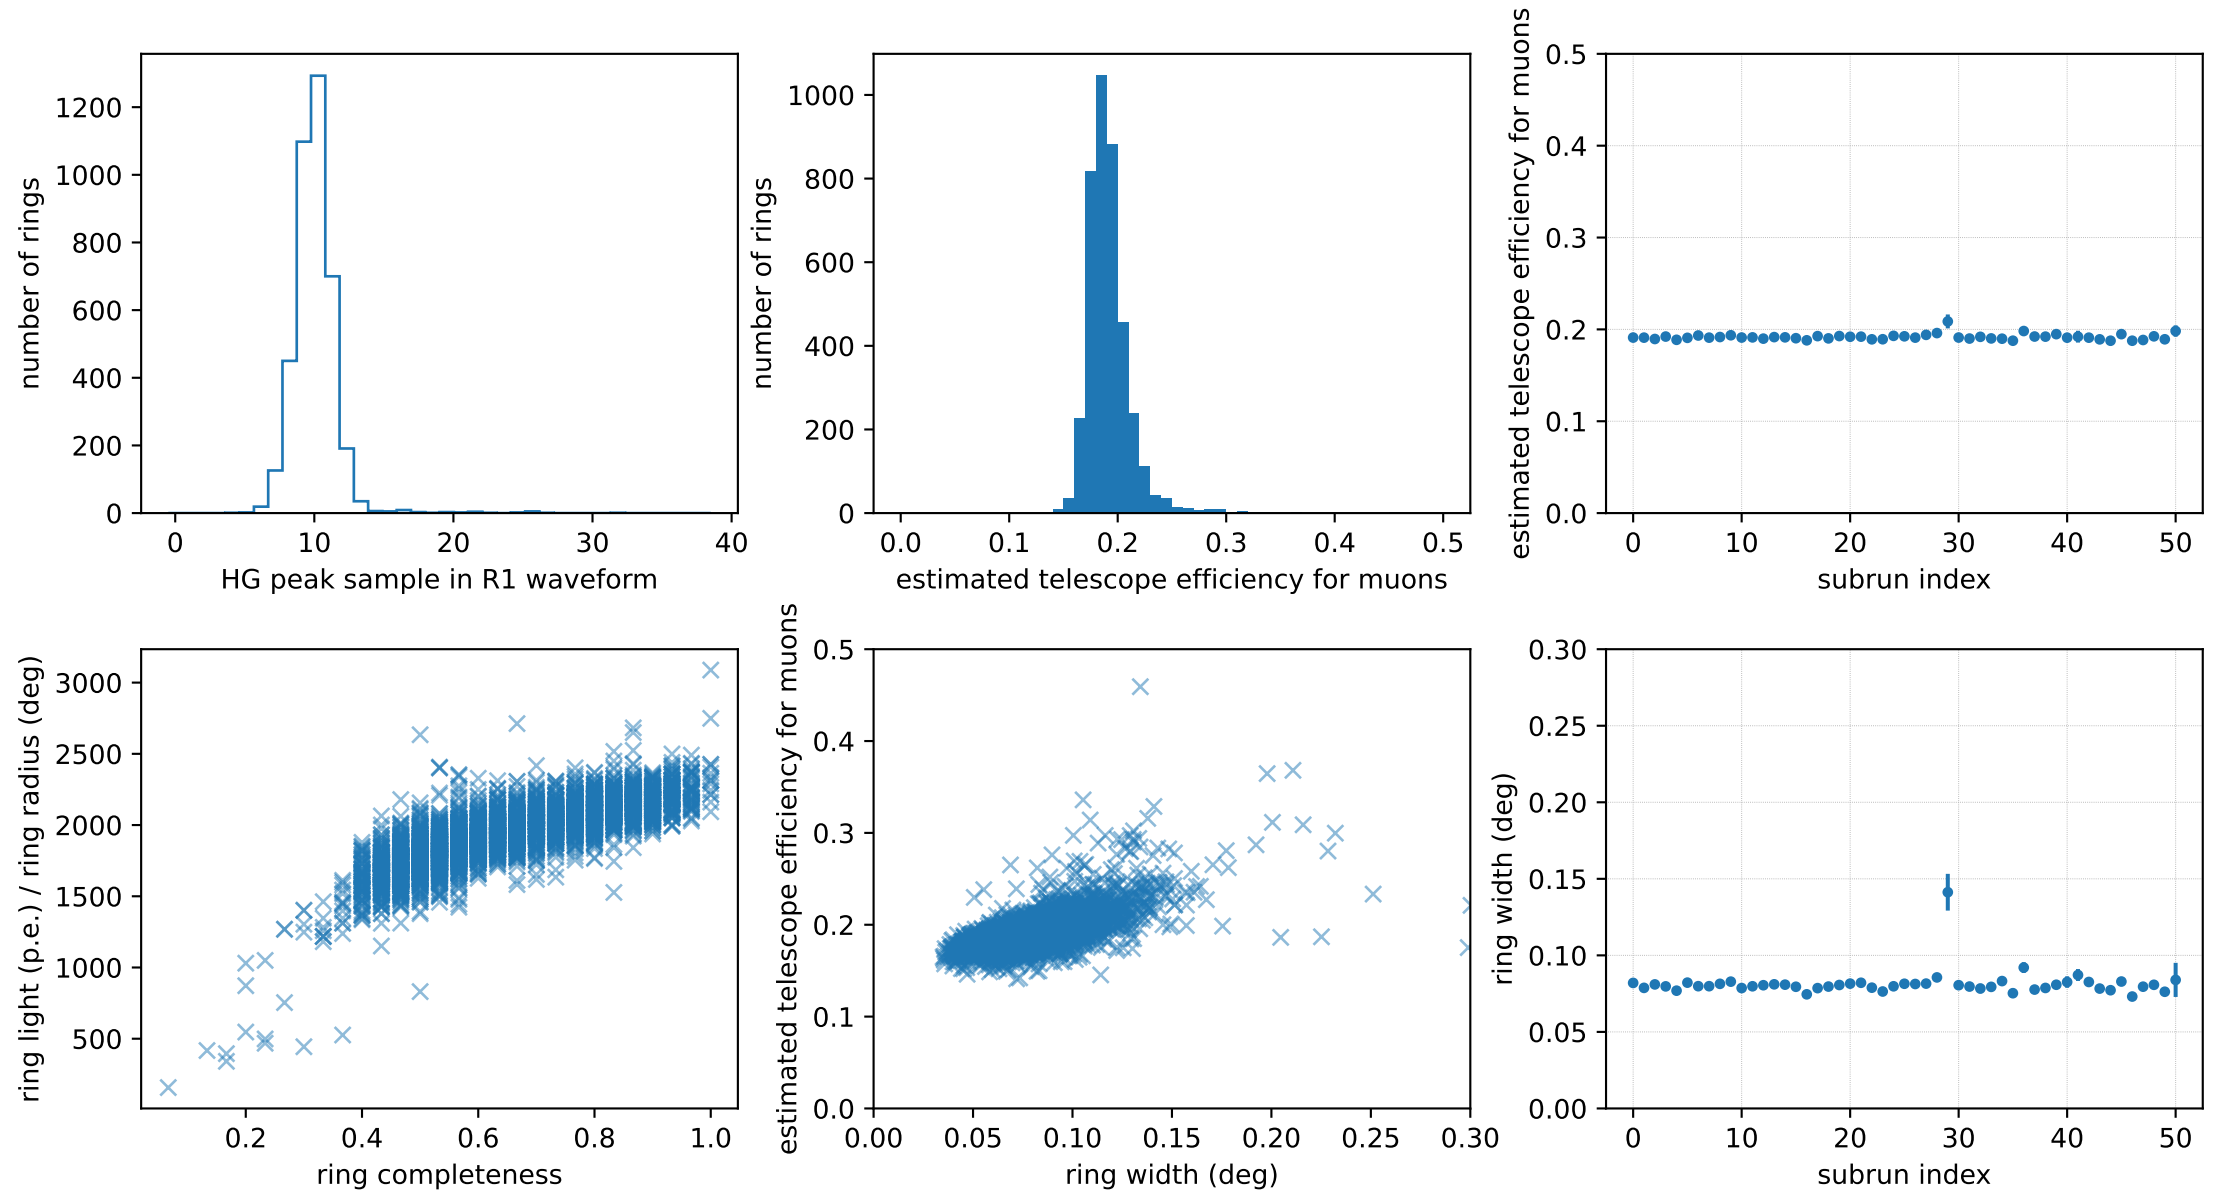 number of rings
1200
1000
800
600
400
200
0
0 10 20 30 40
HG peak sample in R1 waveform
number of rings
1000
800
600
400
200
0
0.0 0.1 0.2 0.3 0.4 0.5
estimated telescope efficiency for muons
estimated telescope efficiency for muons
0.5
0.4
0.3
0.2
0.1
0.0
0 10 20 30 40 50
subrun index
ring light (p.e.) / ring radius (deg)
3000
2500
2000
1500
1000
500
0.2 0.4 0.6 0.8 1.0
ring completeness
estimated telescope efficiency for muons
0.5
0.4
0.3
0.2
0.1
0.0
0.00 0.05 0.10 0.15 0.20 0.25 0.30
ring width (deg)
ring width (deg)
0.30
0.25
0.20
0.15
0.10
0.05
0.00
0 10 20 30 40 50
subrun index